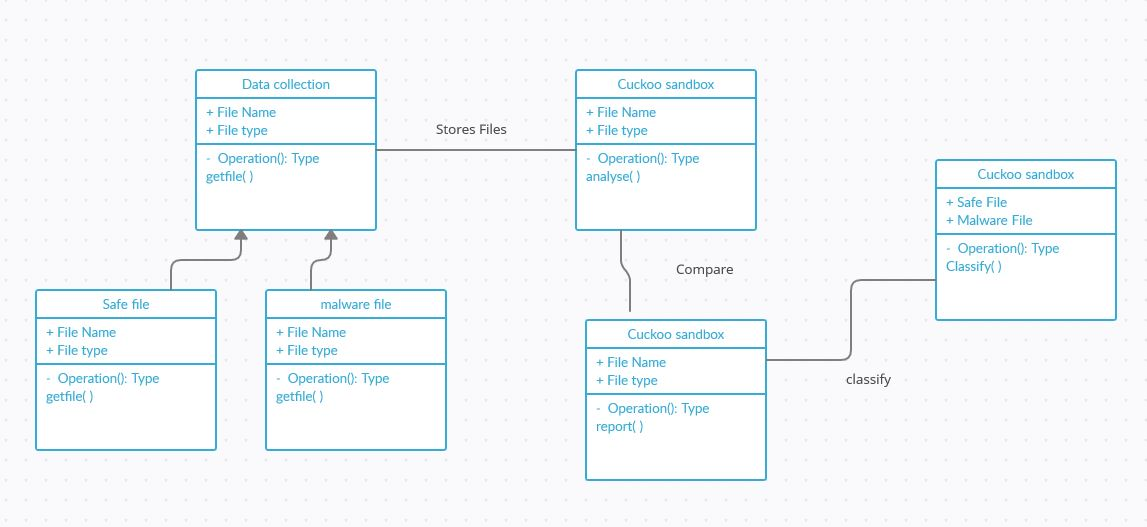 Data collection
+ File Name
+ File type
- Operation(): Type
getfile( )
Stores Files
Cuckoo sandbox
+ File Name
+ File type
- Operation(): Type
analyse( )
Cuckoo sandbox
+ Safe File
+ Malware File
- Operation(): Type
Classify( )
Compare
Safe file
+ File Name
+ File type
- Operation(): Type
getfile( )
malware file
+ File Name
+ File type
- Operation(): Type
getfile( )
Cuckoo sandbox
+ File Name
+ File type
- Operation(): Type
report( )
classify